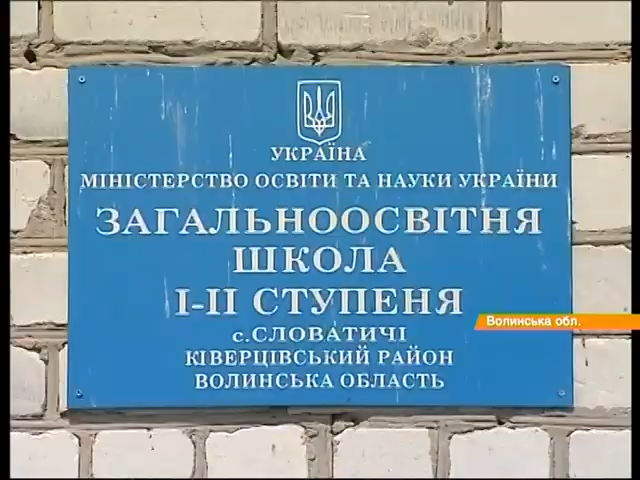 УКРАЇНА
МІНІСТЕРСТВО ОСВІТИ ТА НАУКИ УКРАЇНИ
ЗАГАЛЬНООСВІТНЯ
ШКОЛА
І-ІІ СТУПЕНЯ
с.СЛОВАТИЧІ
КІВЕРЦІВСЬКИЙ РАЙОН
ВОЛИНСЬКА ОБЛАСТЬ
Волинська обл.